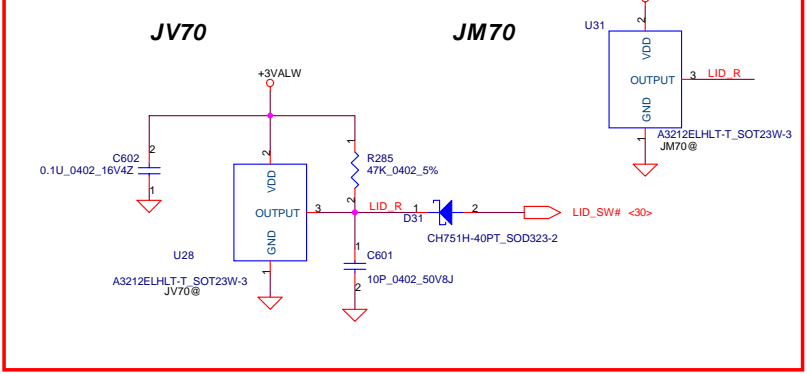 JV70
JM70
U31
2
VDD
OUTPUT
3
LID_R
GND
1
A3212ELHLT-T_SOT23W-3
JM70@
+3VALW
2
C602
0.1U_0402_16V4Z
1
2
VDD
OUTPUT
3
GND
1
U28
A3212ELHLT-T_SOT23W-3
JV70@
1
R285
47K_0402_5%
2
LID_R
1
D31
2
CH751H-40PT_SOD323-2
LID_SW# <30>
1
C601
10P_0402_50V8J
2